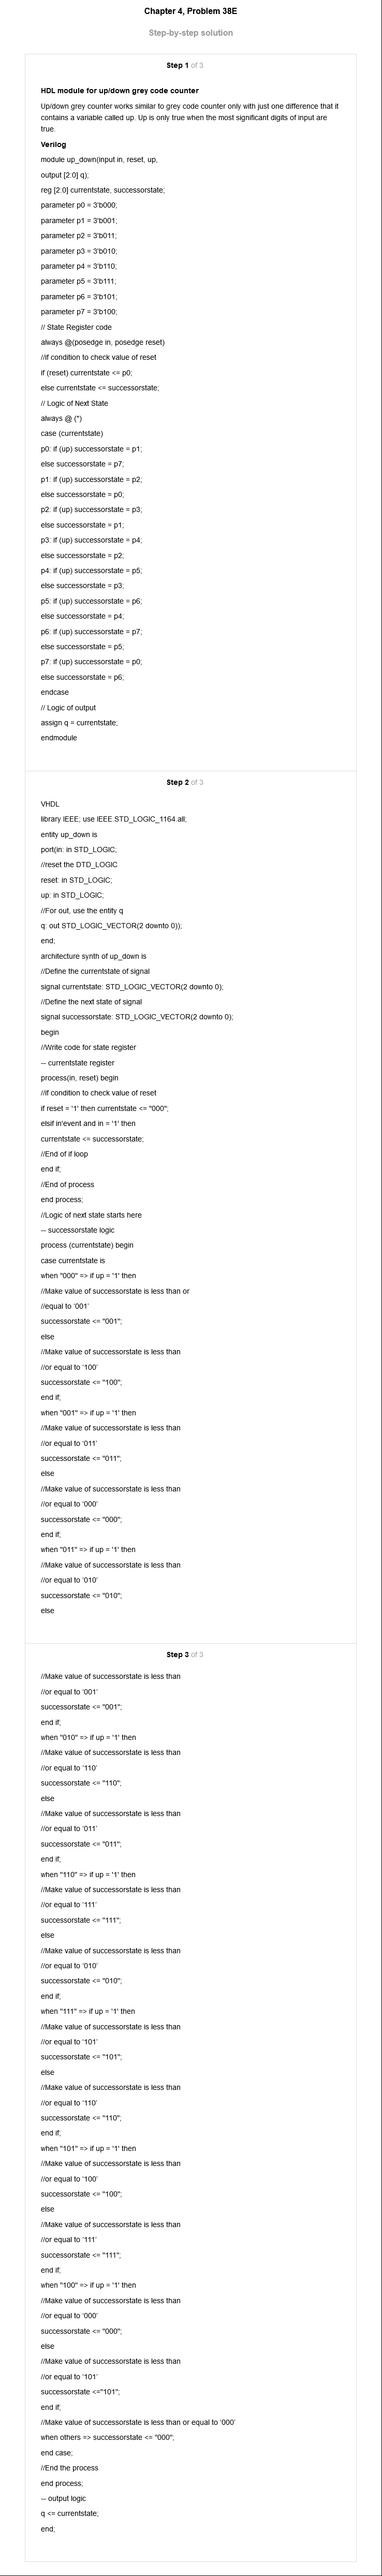 Chapter 4, Problem 38E
Step-by-step solution
Step 1 of 3
HDL module for up/down grey code counter
Up/down grey counter works similar to grey code counter only with just one difference that it
contains a variable called up. Up is only true when the most significant digits of input are
true.
Verilog
module up_down(input in, reset, up,
output [2:0] q);
reg [2:0] currentstate, successorstate;
parameter p0 = 3'b000;
parameter p1 = 3'b001;
parameter p2 = 3'b011;
parameter p3 = 3'b010;
parameter p4 = 3'b110;
parameter p5 = 3'b111;
parameter p6 = 3'b101;
parameter p7 = 3'b100;
// State Register code
always @(posedge in, posedge reset)
//if condition to check value of reset
if (reset) currentstate <= p0;
else currentstate <= successorstate;
// Logic of Next State
always @ (*)
case (currentstate)
p0: if (up) successorstate = p1;
else successorstate = p7;
p1: if (up) successorstate = p2;
else successorstate = p0;
p2: if (up) successorstate = p3;
else successorstate = p1;
p3: if (up) successorstate = p4;
else successorstate = p2;
p4: if (up) successorstate = p5;
else successorstate = p3;
p5: if (up) successorstate = p6;
else successorstate = p4;
p6: if (up) successorstate = p7;
else successorstate = p5;
p7: if (up) successorstate = p0;
else successorstate = p6;
endcase
// Logic of output
assign q = currentstate;
endmodule
Step 2 of 3
VHDL
library IEEE; use IEEE.STD_LOGIC_1164.all;
entity up_down is
port(in: in STD_LOGIC;
//reset the DTD_LOGIC
reset: in STD_LOGIC;
up: in STD_LOGIC;
//For out, use the entity q
q: out STD_LOGIC_VECTOR(2 downto 0));
end;
architecture synth of up_down is
//Define the currentstate of signal
signal currentstate: STD_LOGIC_VECTOR(2 downto 0);
//Define the next state of signal
signal successorstate: STD_LOGIC_VECTOR(2 downto 0);
begin
//Write code for state register
-- currentstate register
process(in, reset) begin
//if condition to check value of reset
if reset = '1' then currentstate <= "000";
elsif in'event and in = '1' then
currentstate <= successorstate;
//End of if loop
end if;
//End of process
end process;
//Logic of next state starts here
-- successorstate logic
process (currentstate) begin
case currentstate is
when "000" => if up = '1' then
//Make value of successorstate is less than or
//equal to '001'
successorstate <= "001";
else
//Make value of successorstate is less than
//or equal to '100'
successorstate <= "100";
end if;
when "001" => if up = '1' then
//Make value of successorstate is less than
//or equal to '011'
successorstate <= "011";
else
//Make value of successorstate is less than
//or equal to '000'
successorstate <= "000";
end if;
when "011" => if up = '1' then
//Make value of successorstate is less than
//or equal to '010'
successorstate <= "010";
else
Step 3 of 3
//Make value of successorstate is less than
//or equal to '001'
successorstate <= "001";
end if;
when "010" => if up = '1' then
//Make value of successorstate is less than
//or equal to '110'
successorstate <= "110";
else
//Make value of successorstate is less than
//or equal to '011'
successorstate <= "011";
end if;
when "110" => if up = '1' then
//Make value of successorstate is less than
//or equal to '111'
successorstate <= "111";
else
//Make value of successorstate is less than
//or equal to '010'
successorstate <= "010";
end if;
when "111" => if up = '1' then
//Make value of successorstate is less than
//or equal to '101'
successorstate <= "101";
else
//Make value of successorstate is less than
//or equal to '110'
successorstate <= "110";
end if;
when "101" => if up = '1' then
//Make value of successorstate is less than
//or equal to '100'
successorstate <= "100";
else
//Make value of successorstate is less than
//or equal to '111'
successorstate <= "111";
end if;
when "100" => if up = '1' then
//Make value of successorstate is less than
//or equal to '000'
successorstate <= "000";
else
//Make value of successorstate is less than
//or equal to '101'
successorstate <="101";
end if;
//Make value of successorstate is less than or equal to '000'
when others => successorstate <= "000";
end case;
//End the process
end process;
-- output logic
q <= currentstate;
end;